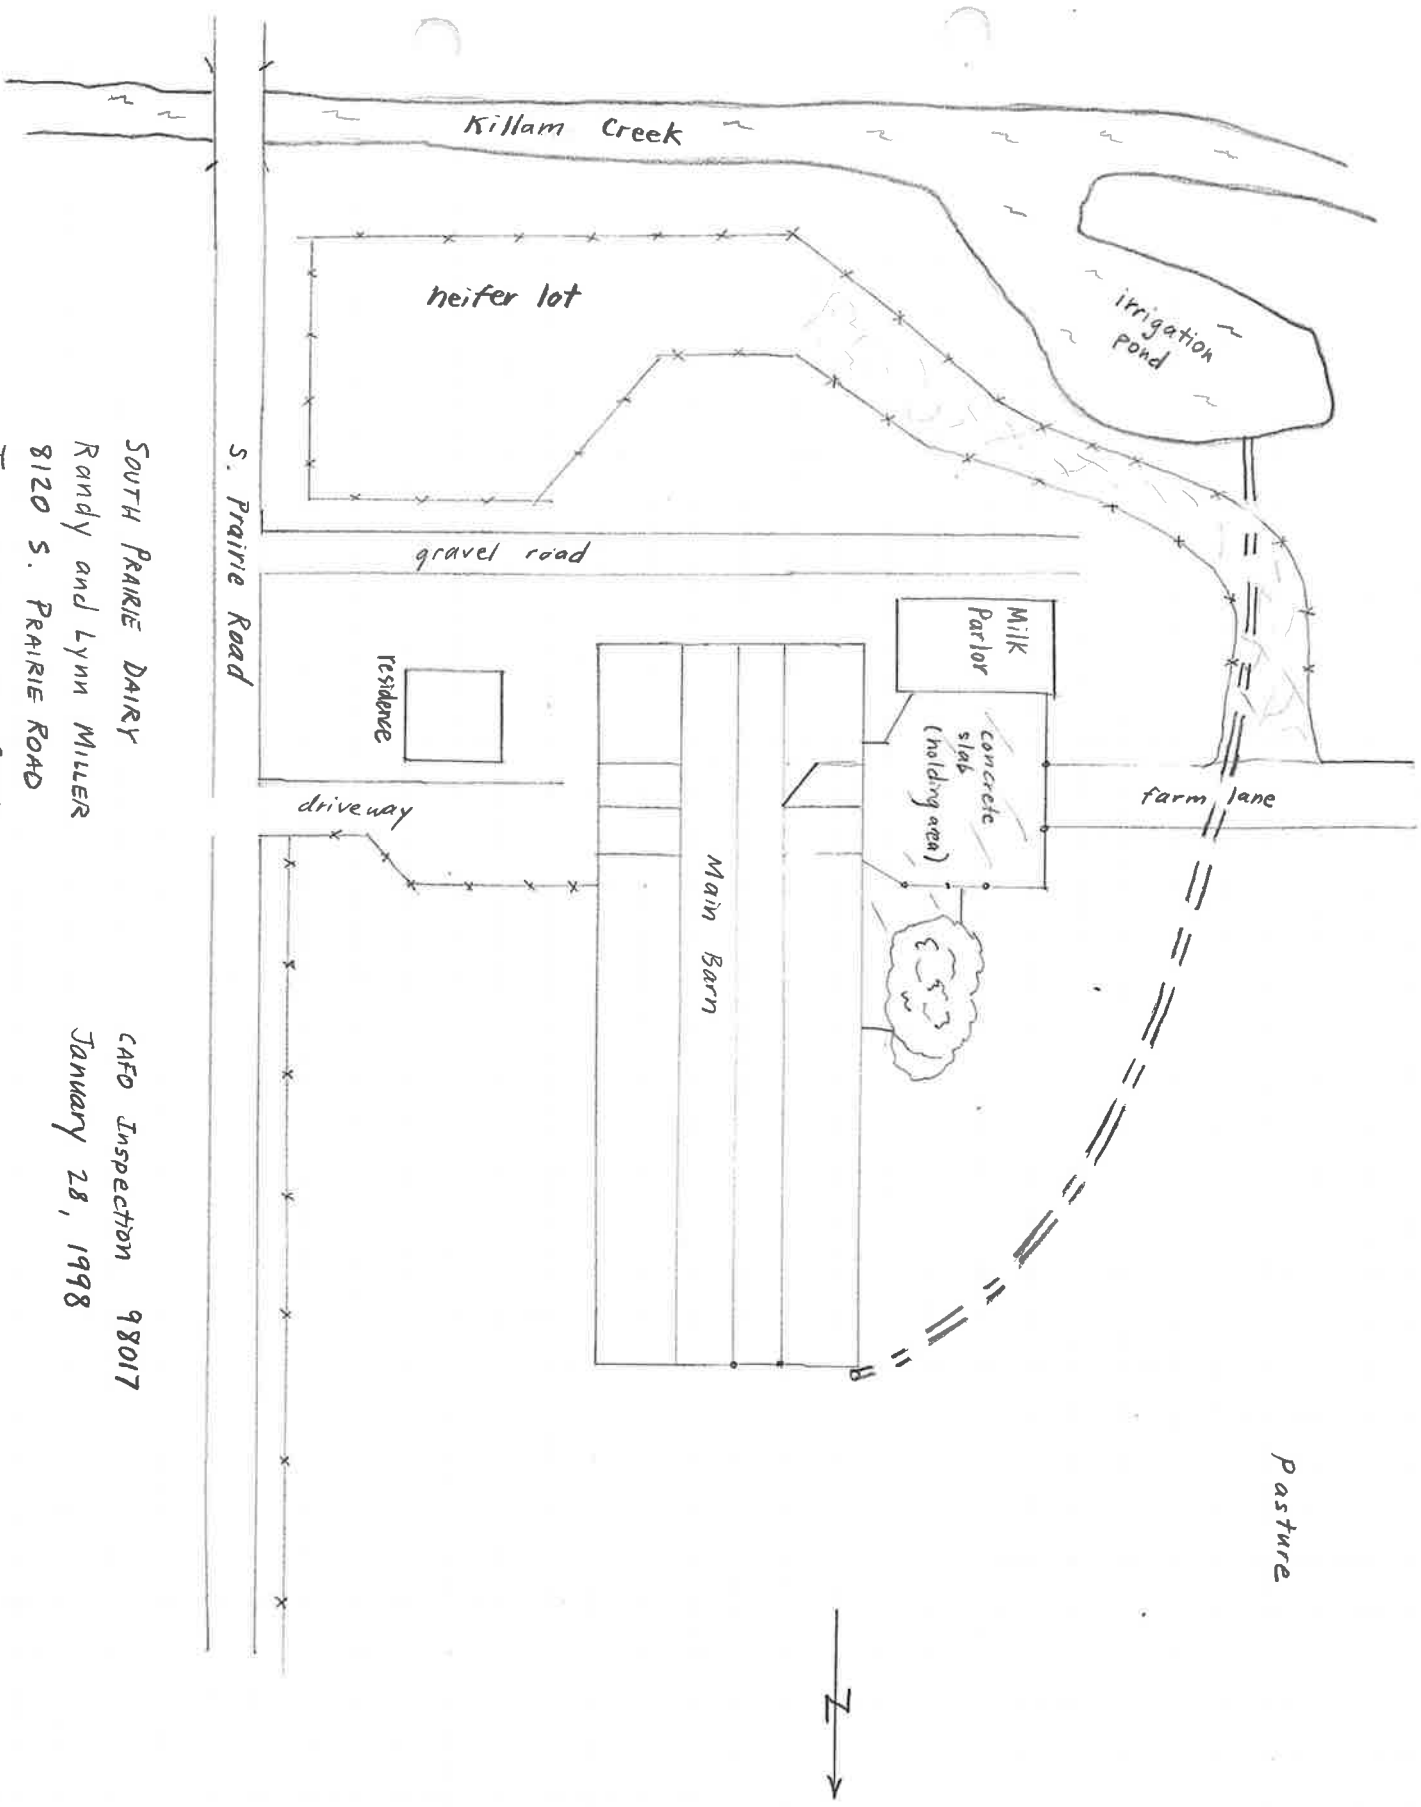 Killam Creek
heifer lot
irrigation
pond
S. Prairie Road
gravel road
Milk
Parlor
residence
concrete
slab
(holding area)
driveway
farm lane
Main Barn
Pasture
N
SOUTH PRAIRIE DAIRY
Randy and Lynn MILLER
8120 S. PRAIRIE ROAD
CAFO Inspection 98017
January 28, 1998